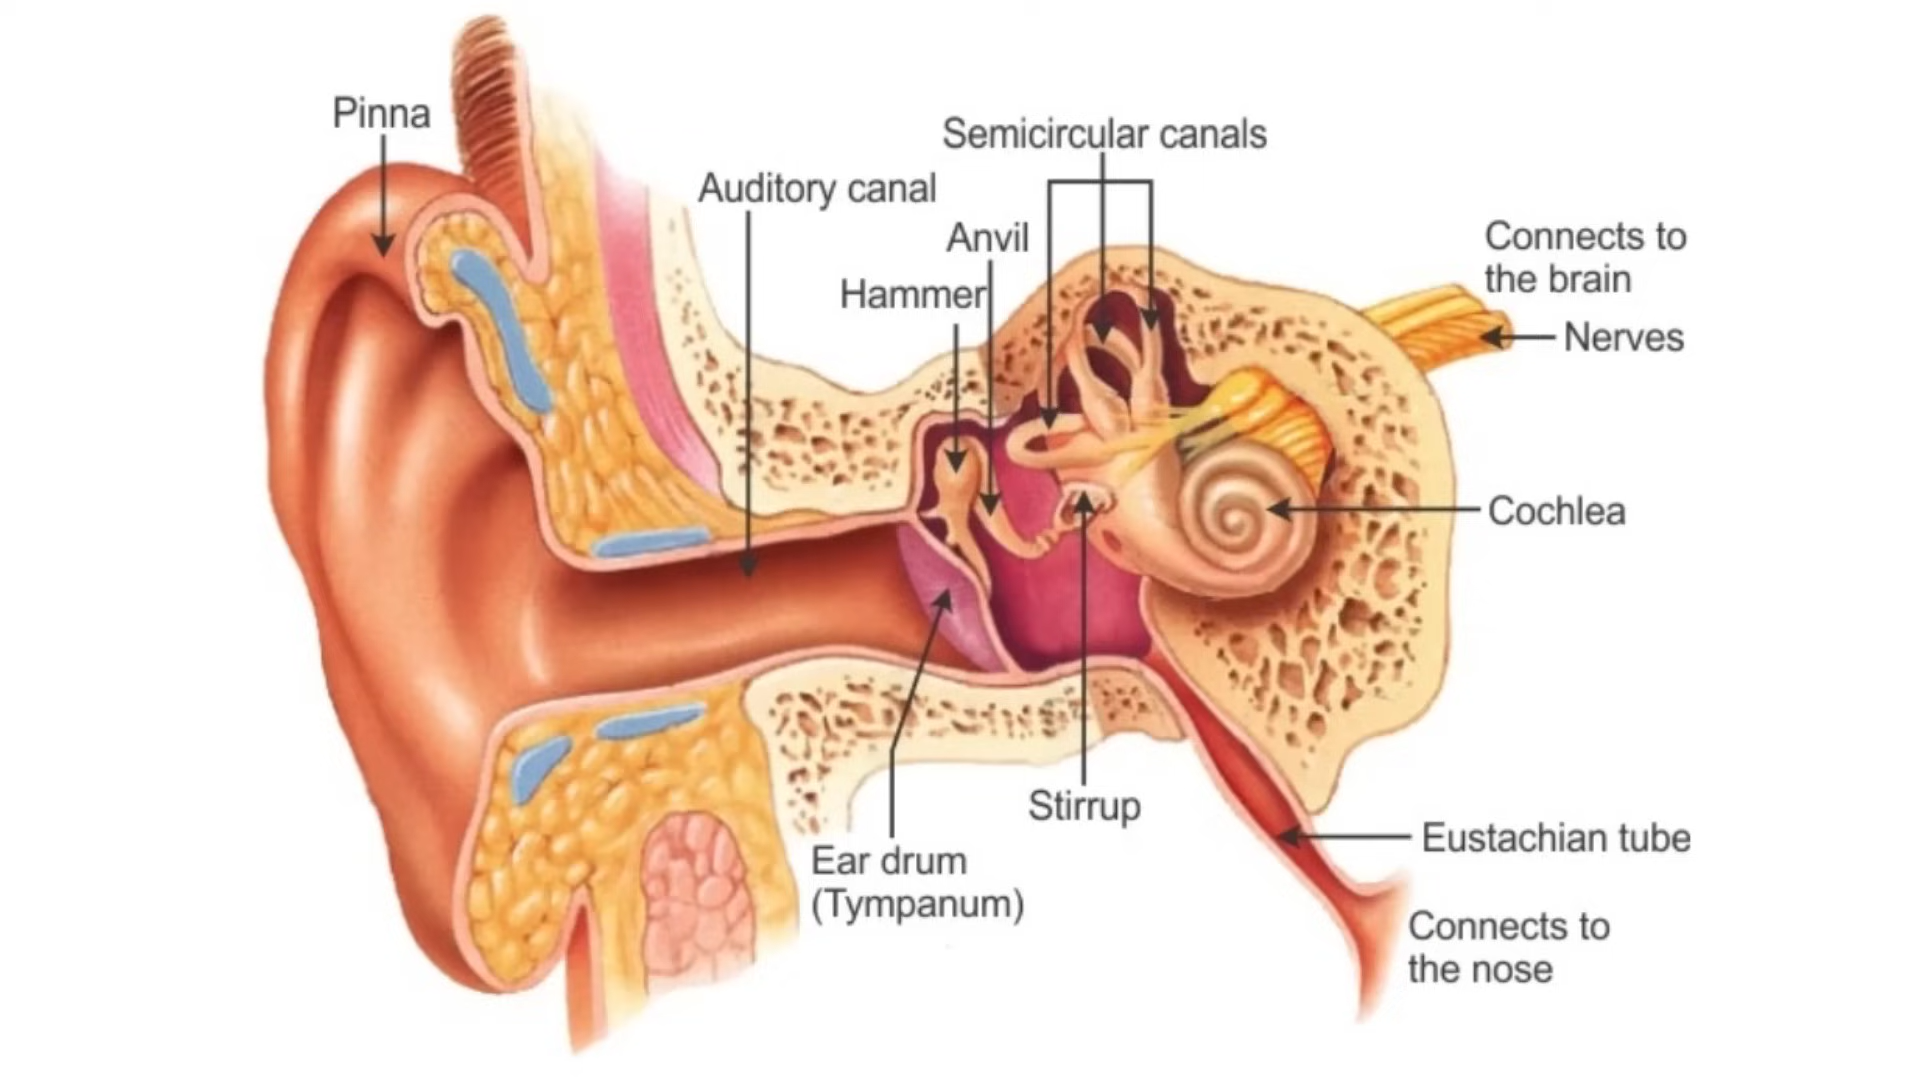 Pinna
Semicircular canals
Auditory canal
Anvil
Hammer
Connects to
the brain
Nerves
Cochlea
Stirrup
Eustachian tube
Ear drum
(Tympanum)
Connects to
the nose